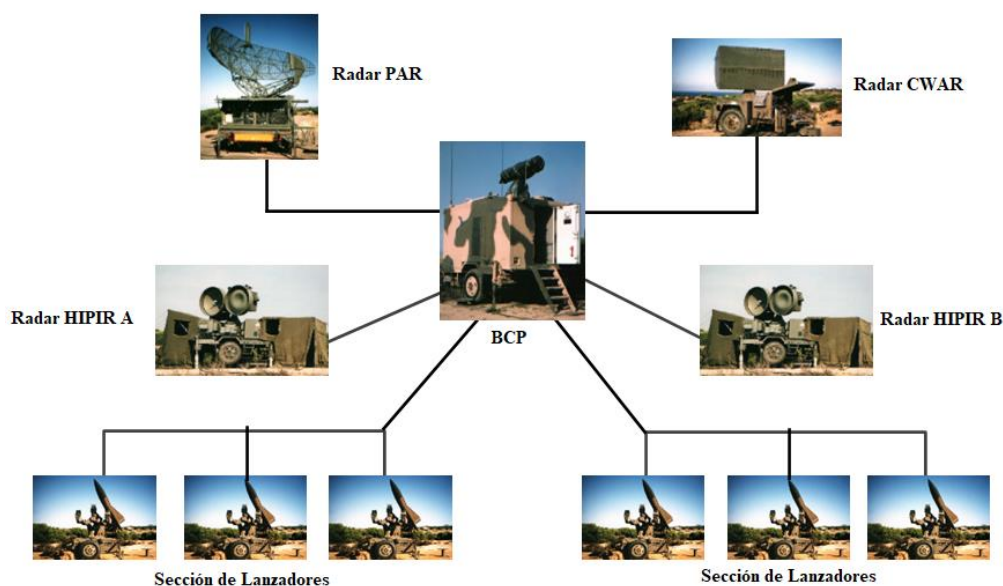 Radar PAR
Radar CWAR
Radar HIPIR A
Radar HIPIR B
BCP
Sección de Lanzadores
Sección de Lanzadores